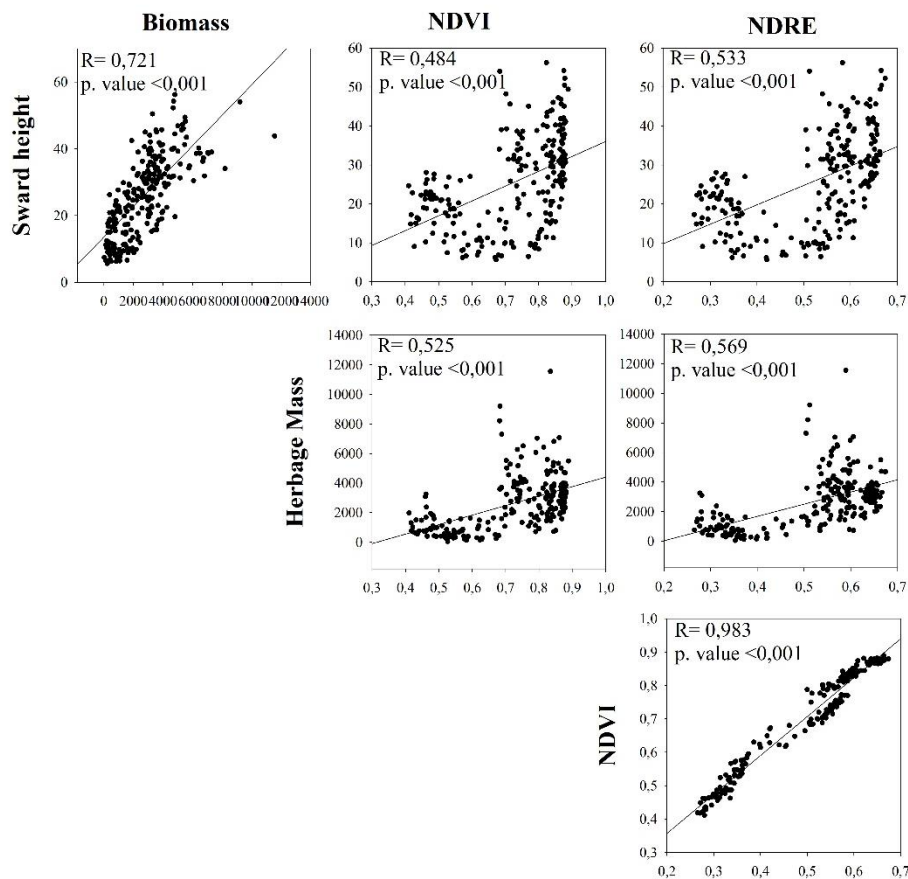 Biomass
NDVI
NDRE
R= 0,721
p. value <0,001
R= 0,484
p. value <0,001
R= 0,533
p. value <0,001
Sward height
60
40
20
0
0 2000 4000 6000 8000 10000 12000 14000
60
50
40
30
20
10
0
0,3 0,4 0,5 0,6 0,7 0,8 0,9 1,0
60
50
40
30
20
10
0
0,2 0,3 0,4 0,5 0,6 0,7
Herbage Mass
R= 0,525
p. value <0,001
14000
12000
10000
8000
6000
4000
2000
0
0,3 0,4 0,5 0,6 0,7 0,8 0,9 1,0
R= 0,569
p. value <0,001
14000
12000
10000
8000
6000
4000
2000
0
0,2 0,3 0,4 0,5 0,6 0,7
NDVI
R= 0,983
p. value <0,001
1,0
0,9
0,8
0,7
0,6
0,5
0,4
0,3
0,2 0,3 0,4 0,5 0,6 0,7